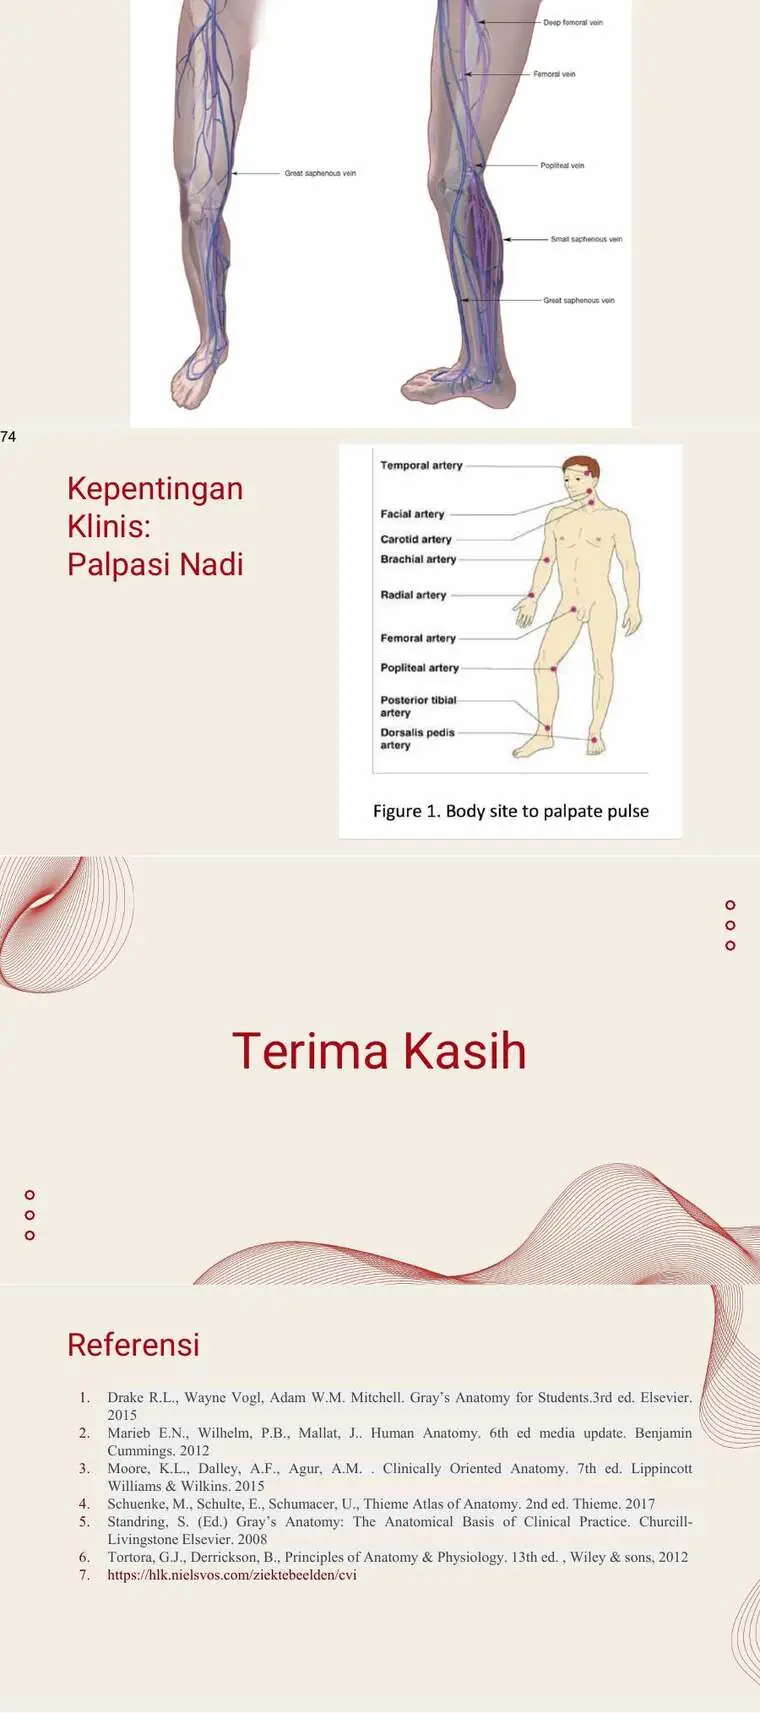 Deep femoral vein
Femoral vein
Popliteal vein
Great saphenous vein
Small saphenous vein
Great saphenous vein
74
Kepentingan
Klinis:
Palpasi Nadi
Temporal artery
Facial artery
Carotid artery
Brachial artery
Radial artery
Femoral artery
Popliteal artery
Posterior tibial
artery
Dorsalis pedis
artery
Figure 1. Body site to palpate pulse
Terima Kasih
Referensi
1. Drake R.L., Wayne Vogl, Adam W.M. Mitchell. Gray’s Anatomy for Students.3rd ed. Elsevier.
2015
2. Marieb E.N., Wilhelm, P.B., Mallat, J.. Human Anatomy. 6th ed media update. Benjamin
Cummings. 2012
3. Moore, K.L., Dalley, A.F., Agur, A.M. . Clinically Oriented Anatomy. 7th ed. Lippincott
Williams & Wilkins. 2015
4. Schuenke, M., Schulte, E., Schumacer, U., Thieme Atlas of Anatomy. 2nd ed. Thieme. 2017
5. Standring, S. (Ed.) Gray’s Anatomy: The Anatomical Basis of Clinical Practice. Churcill-
Livingstone Elsevier. 2008
6. Tortora, G.J., Derrickson, B., Principles of Anatomy & Physiology. 13th ed. , Wiley & sons, 2012
7. https://hlk.nielsvos.com/ziektebeelden/cvi